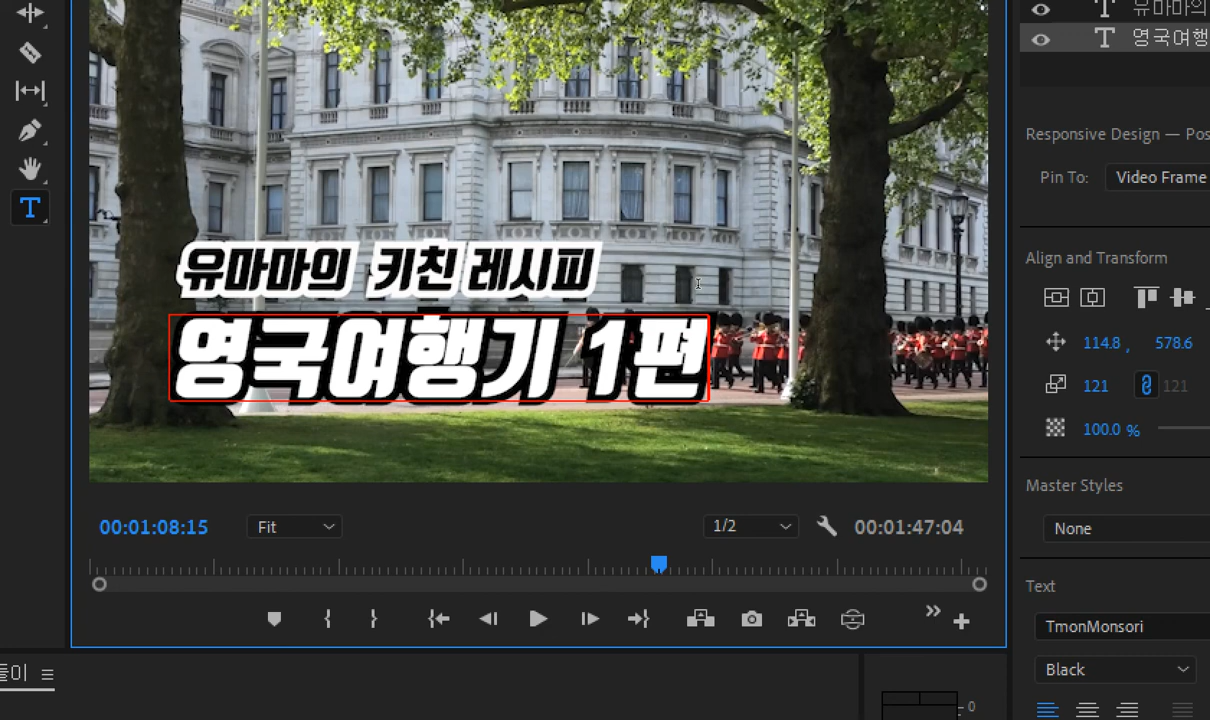 유마마의
영국여행
Responsive Design — Pos
Pin To: Video Frame
유마마의 키친 레시피
영국여행기 1편
Align and Transform
114.8 , 578.6
121 121
100.0 %
Master Styles
None
00:01:08:15 Fit 1/2 00:01:47:04
Text
TmonMonsori
Black
들이
0